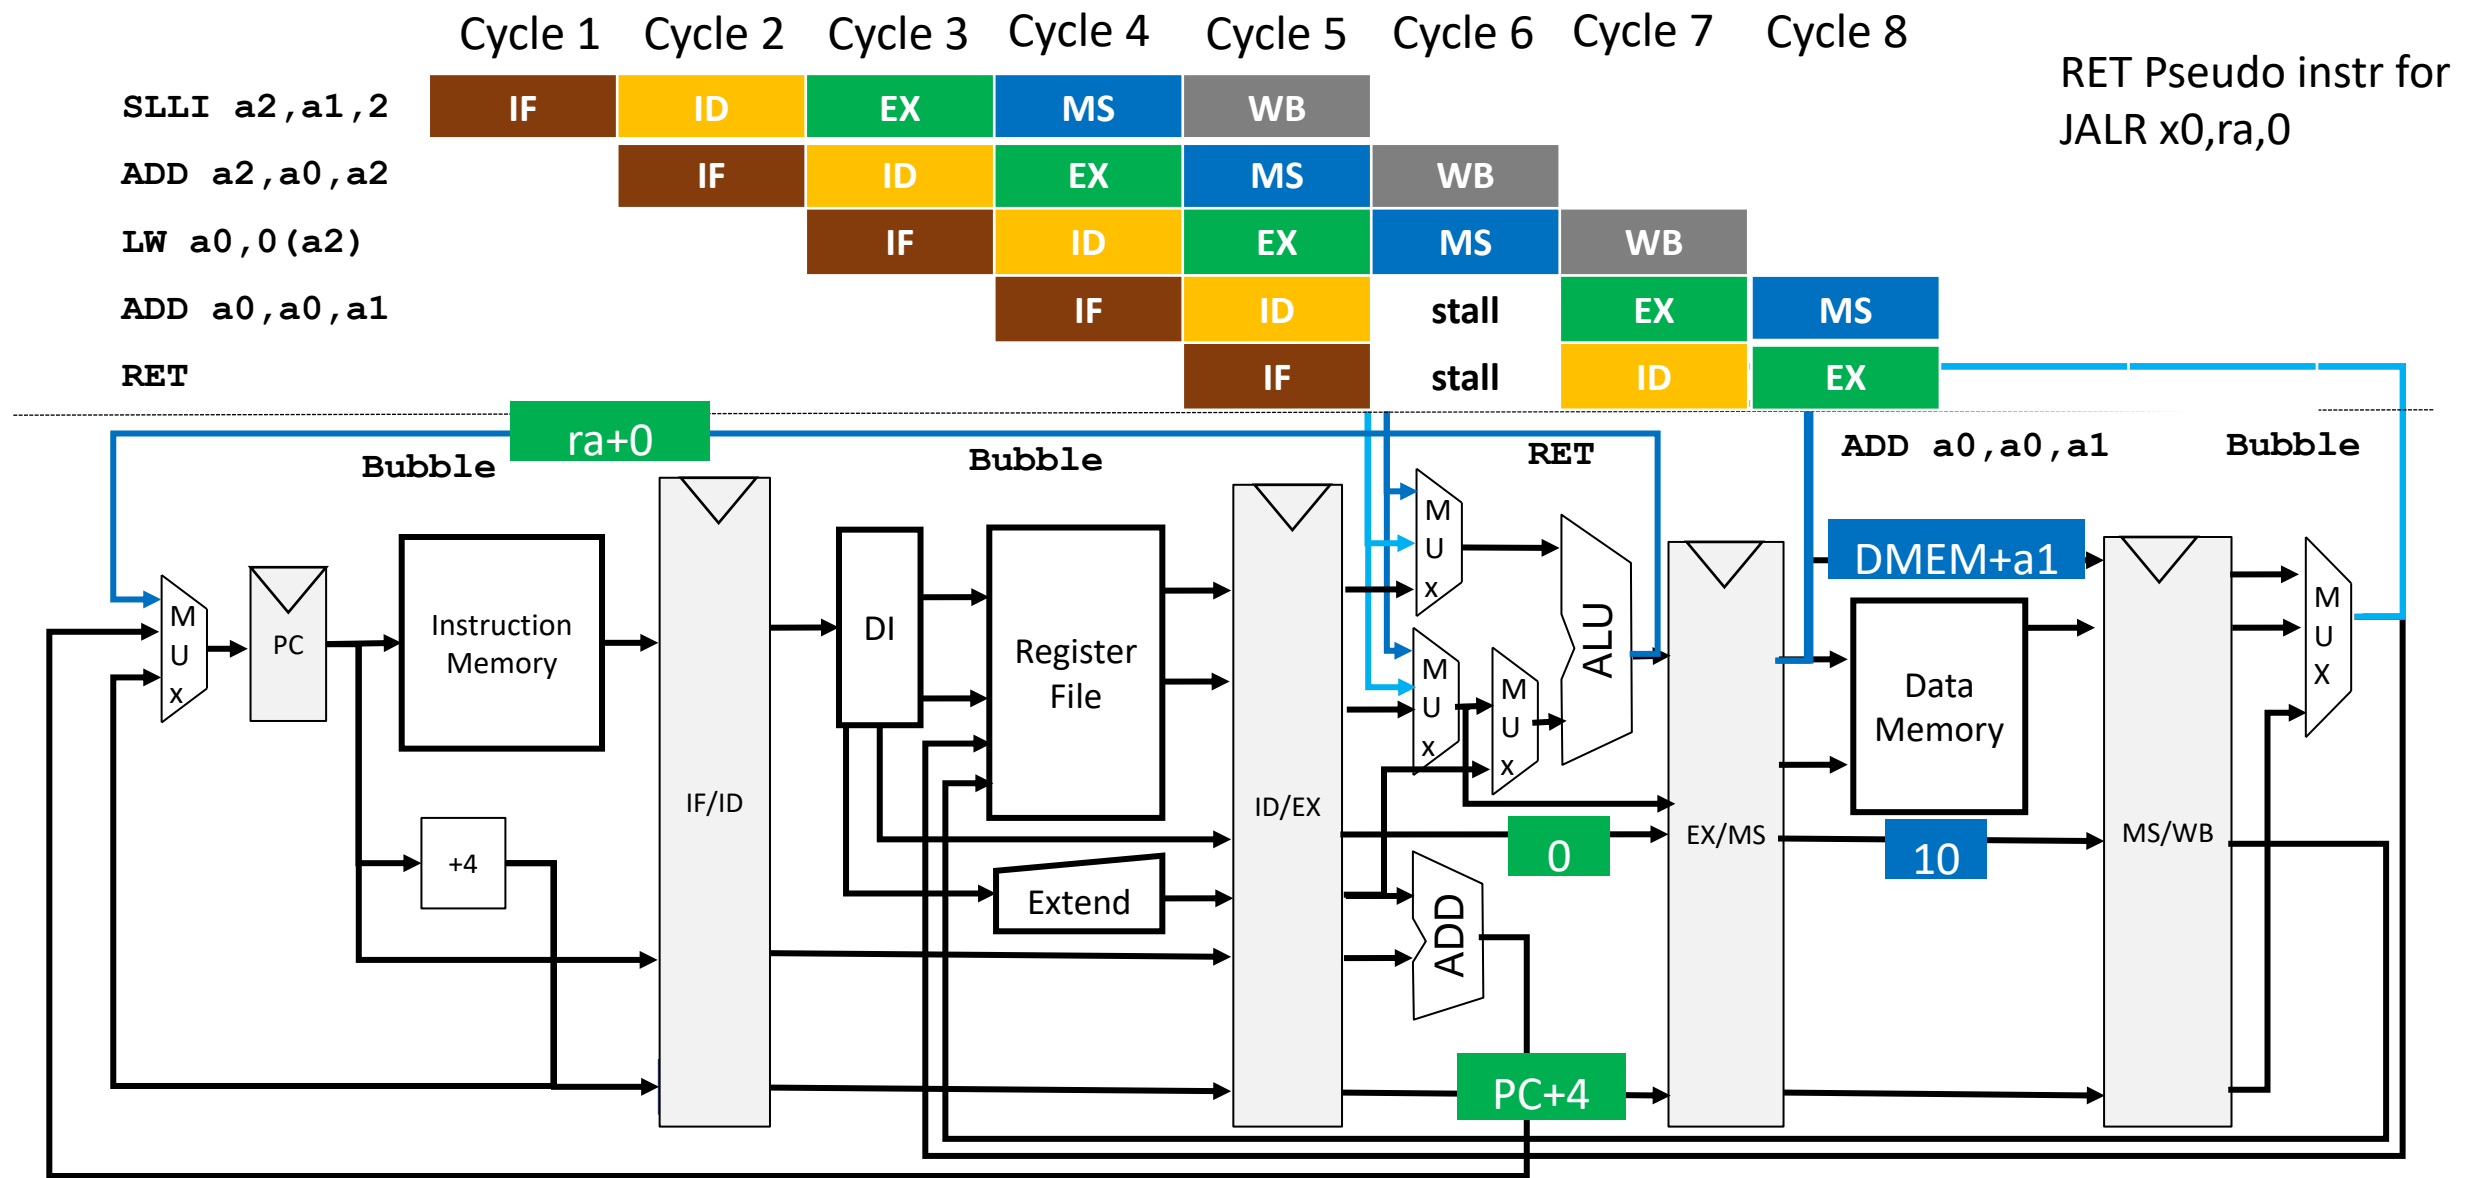 Cycle 1 Cycle 2 Cycle 3 Cycle 4 Cycle 5 Cycle 6 Cycle 7 Cycle 8
RET Pseudo instr for
JALR x0,ra,0
SLLI a2,a1,2 IF ID EX MS WB
ADD a2,a0,a2 IF ID EX MS WB
LW a0,0(a2) IF ID EX MS WB
ADD a0,a0,a1 IF ID stall EX MS
RET IF stall ID EX
ra+0
Bubble Bubble RET ADD a0,a0,a1 Bubble
M
U
x
PC
Instruction
Memory
+4
IF/ID
DI
Register
File
Extend
ID/EX
M
U
x
M
U
x
M
U
x
ALU
ADD
0
PC+4
EX/MS
DMEM+a1
Data
Memory
10
MS/WB
M
U
X